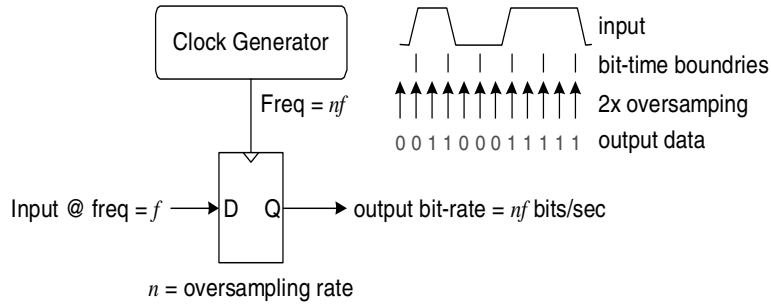 Clock Generator
Freq = nf
input
bit-time boundries
2x oversamping
0 0 1 1 0 0 0 1 1 1 1 1
output data
Input @ freq = f
D Q
output bit-rate = nf bits/sec
n = oversampling rate